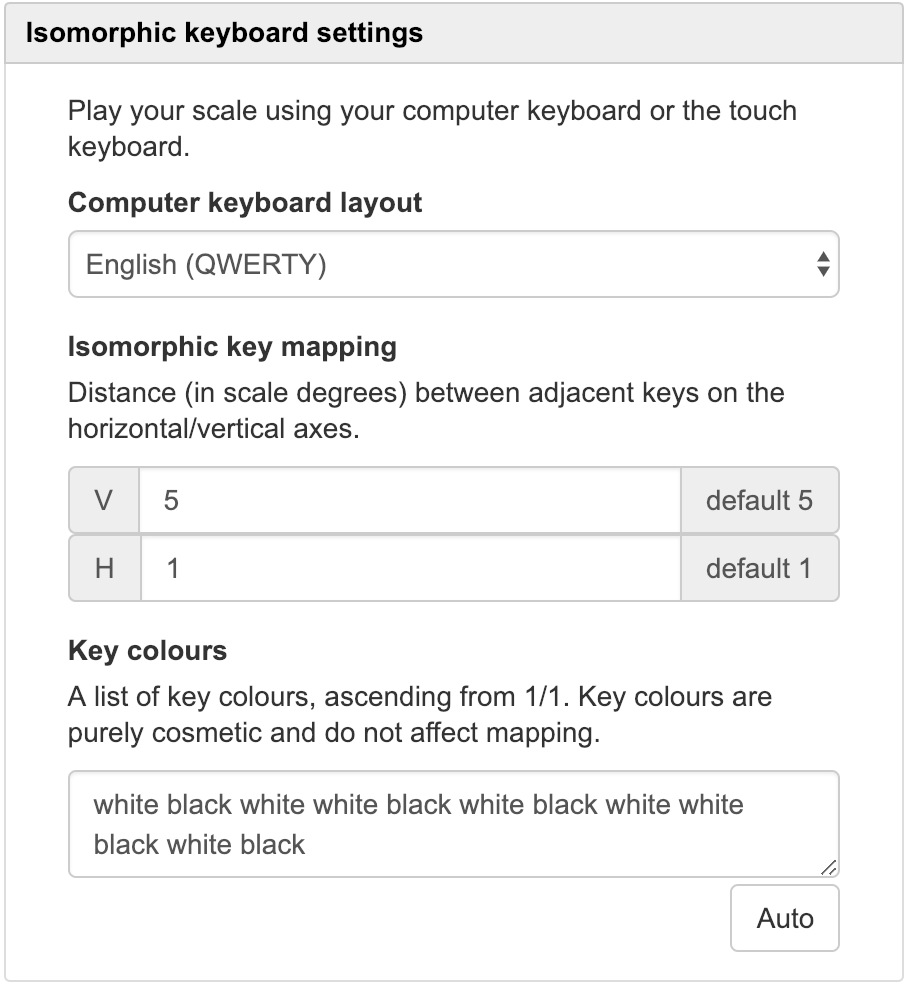 Isomorphic keyboard settings
Play your scale using your computer keyboard or the touch
keyboard.
Computer keyboard layout
English (QWERTY)
Isomorphic key mapping
Distance (in scale degrees) between adjacent keys on the
horizontal/vertical axes.
V 5 default 5
H 1 default 1
Key colours
A list of key colours, ascending from 1/1. Key colours are
purely cosmetic and do not affect mapping.
white black white white black white black white white
black white black
Auto